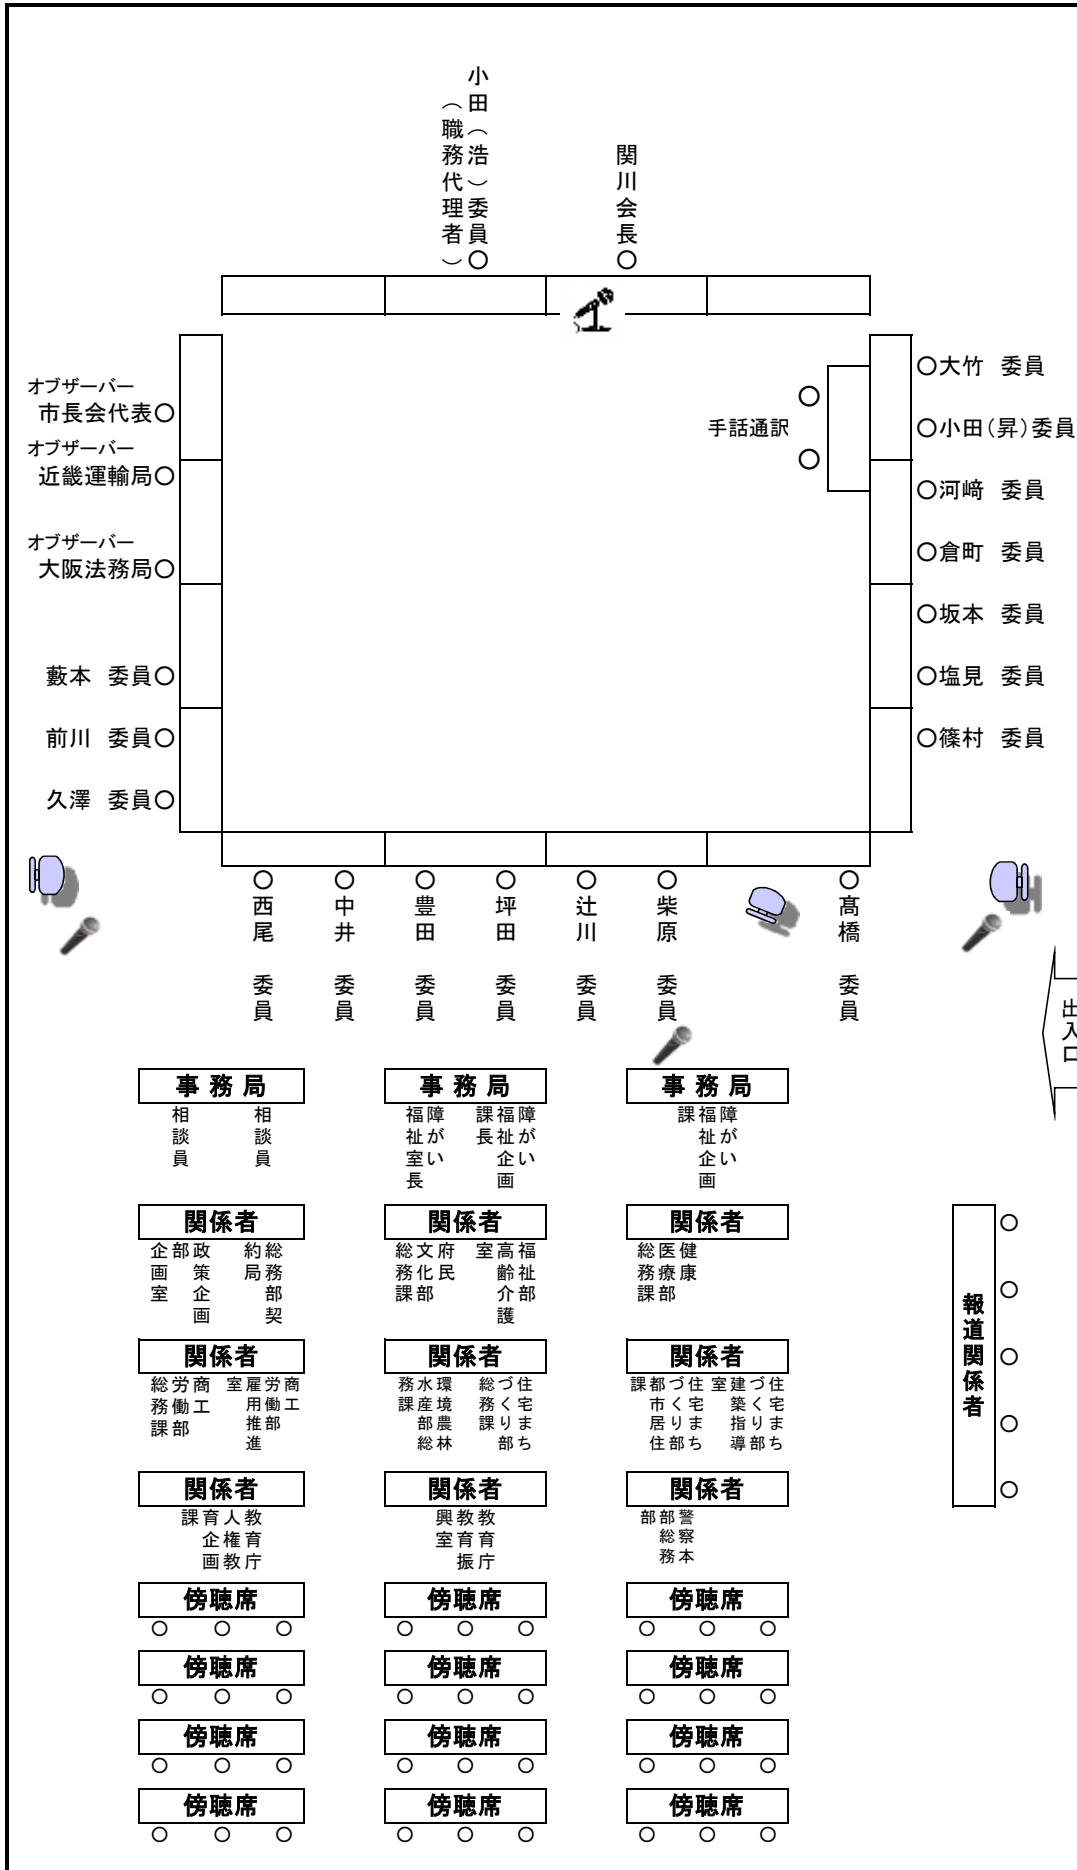 小田（浩）委員○
（職務代理者）
関川会長○
オブザーバー
市長会代表○
オブザーバー
近畿運輸局○
オブザーバー
大阪法務局○
藪本　委員○
前川　委員○
久澤　委員○
手話通訳
○大竹　委員
○小田（昇）委員
○河﨑　委員
○倉町　委員
○坂本　委員
○塩見　委員
○篠村　委員
○西尾　委員
○中井　委員
○豊田　委員
○坪田　委員
○辻川　委員
○柴原　委員
○髙橋　委員
出入口
事務局
相談員
相談員
事務局
障がい
福祉室長
障がい
福祉企画
課長
事務局
障がい
福祉企画
課
関係者
政策企画
部
企画室
総務部契
約局
関係者
府民
文化部
総務課
福祉部
高齢介護
室
関係者
健康
医療部
総務課
関係者
商工
労働部
総務課
商工
労働部
雇用推進
室
関係者
環境農林
水産部総
務課
住宅まち
づくり部
総務課
関係者
住宅まち
づくり部
都市居住
課
住宅まち
づくり部
建築指導
室
関係者
教育庁
人権教
育企画
課
関係者
教育庁
教育振
興室
関係者
警察本
部総務
部
報道関係者
傍聴席
傍聴席
傍聴席
傍聴席
傍聴席
傍聴席
傍聴席
傍聴席
傍聴席
傍聴席
傍聴席
傍聴席